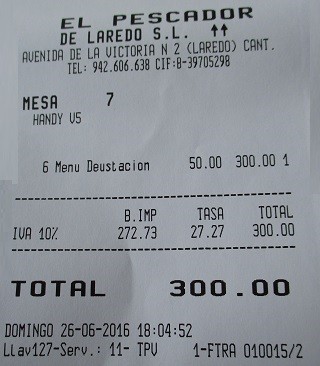 EL PESCADOR
DE LAREDO S.L. ↑↑
AVENIDA DE LA VICTORIA N 2 (LAREDO) CANT.
TEL: 942.606.638 CIF:B-39705298
MESA 7
HANDY V5
6 Menu Deustacion 50.00 300.00 1
B.IMP TASA TOTAL
IVA 10% 272.73 27.27 300.00
TOTAL 300.00
DOMINGO 26-06-2016 18:04:52
Llav127-Serv.: 11- TPV 1-FTRA 010015/2